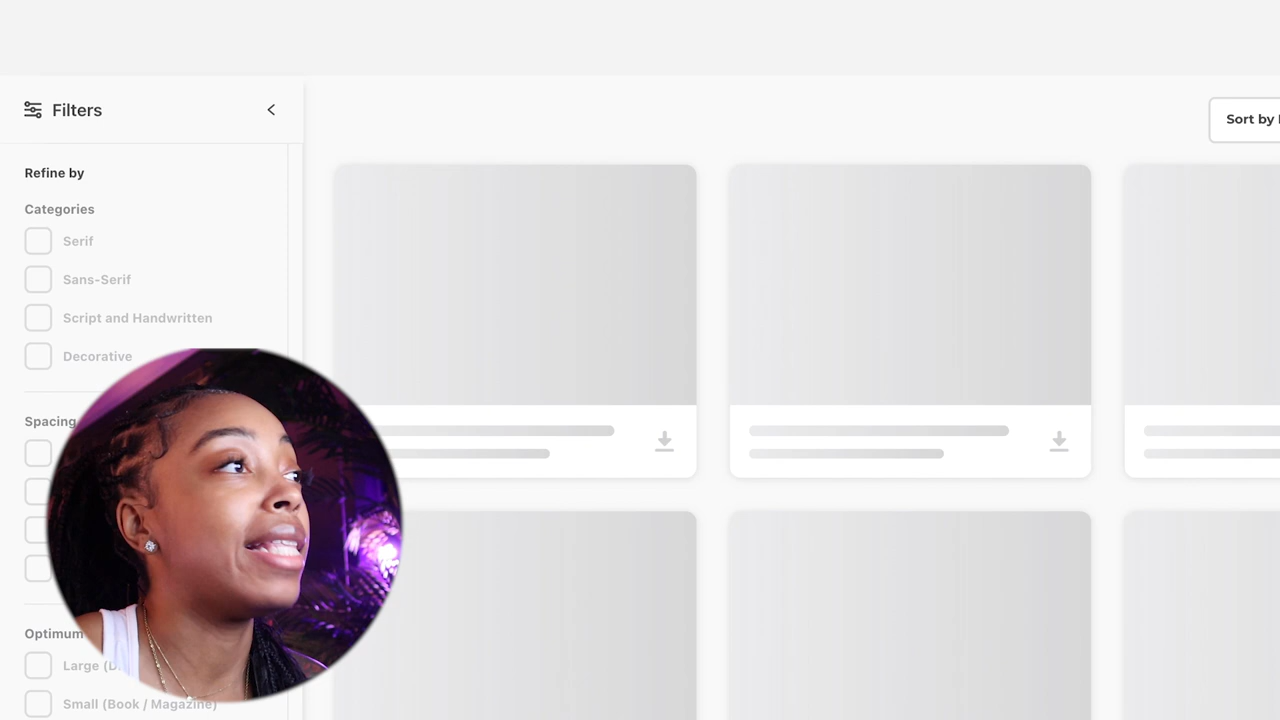 Filters
Sort by
Refine by
Categories
Serif
Sans-Serif
Script and Handwritten
Decorative
Spacing
Optimum
Large
Small (Book / Magazine)